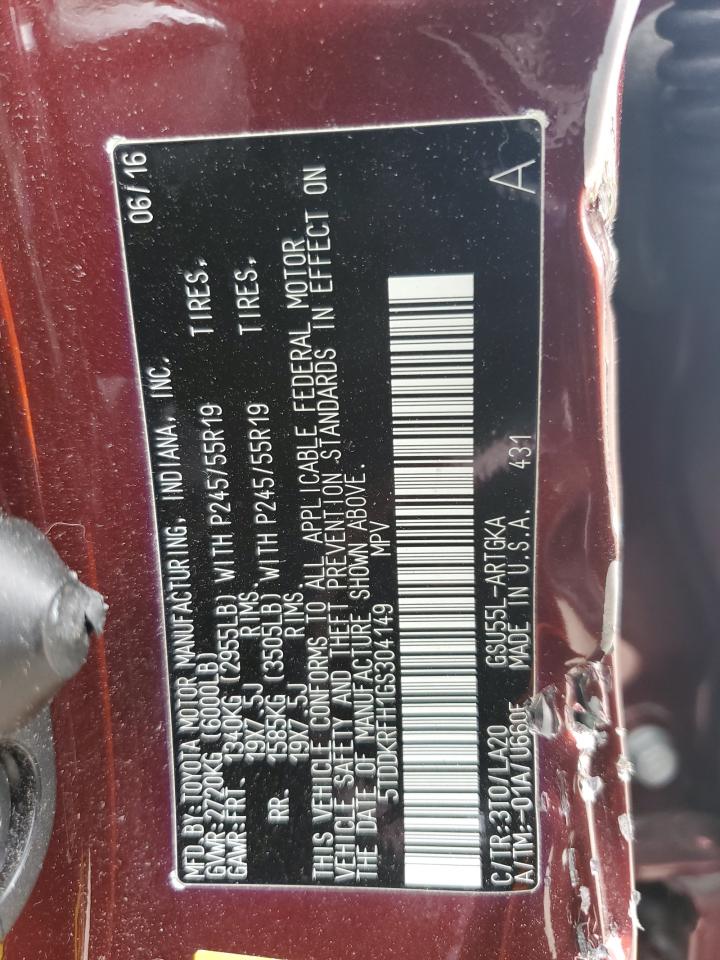 MFD. BY: TOYOTA MOTOR MANUFACTURING, INDIANA, INC. 06/16
GVWR: 2720KG (6000LB)
GAWR: FRT. 1340KG (2955LB) WITH P245/55R19 TIRES,
19X7.5J RIMS,
RR. 1585KG (3505LB) WITH P245/55R19 TIRES,
19X7.5J RIMS.
THIS VEHICLE CONFORMS TO ALL APPLICABLE FEDERAL MOTOR
VEHICLE SAFETY AND THEFT PREVENTION STANDARDS IN EFFECT ON
THE DATE OF MANUFACTURE SHOWN ABOVE.
5TDDKRFH1GS304149 MPV
C/TR: 3T0/LA20 GSU55L-ARTGKA
A/TM: -01A/U660F MADE IN U.S.A. 431 A